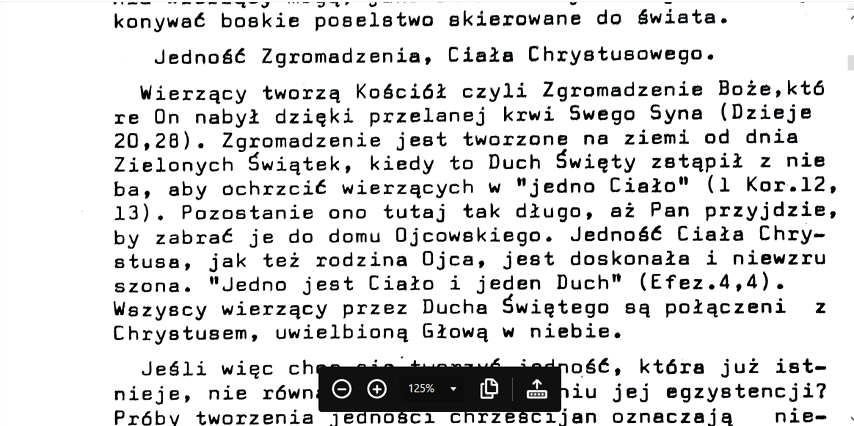 konywać boskie poselstwo skierowane do świata.
Jedność Zgromadzenia, Ciała Chrystusowego.
Wierzący tworzą Kościół czyli Zgromadzenie Boże,któ
re On nabył dzięki przelanej krwi Swego Syna (Dzieje
20,28). Zgromadzenie jest tworzone na ziemi od dnia
Zielonych Świątek, kiedy to Duch Święty zstąpił z nie
ba, aby ochrzcić wierzących w "jedno Ciało" (1 Kor.12,
13). Pozostanie ono tutaj tak długo, aż Pan przyjdzie,
by zabrać je do domu Ojcowskiego. Jedność Ciała Chry-
stusa, jak też rodzina Ojca, jest doskonała i niewzru
szona. "Jedno jest Ciało i jeden Duch" (Efez.4,4).
Wszyscy wierzący przez Ducha Świętego są połączeni z
Chrystusem, uwielbioną Głową w niebie.
Jeśli więc chce się tworzyć jedność, która już ist-
nieje, nie jej egzystencji?
125%
Próby tworzenia jedności chrześcijan oznaczają nie-